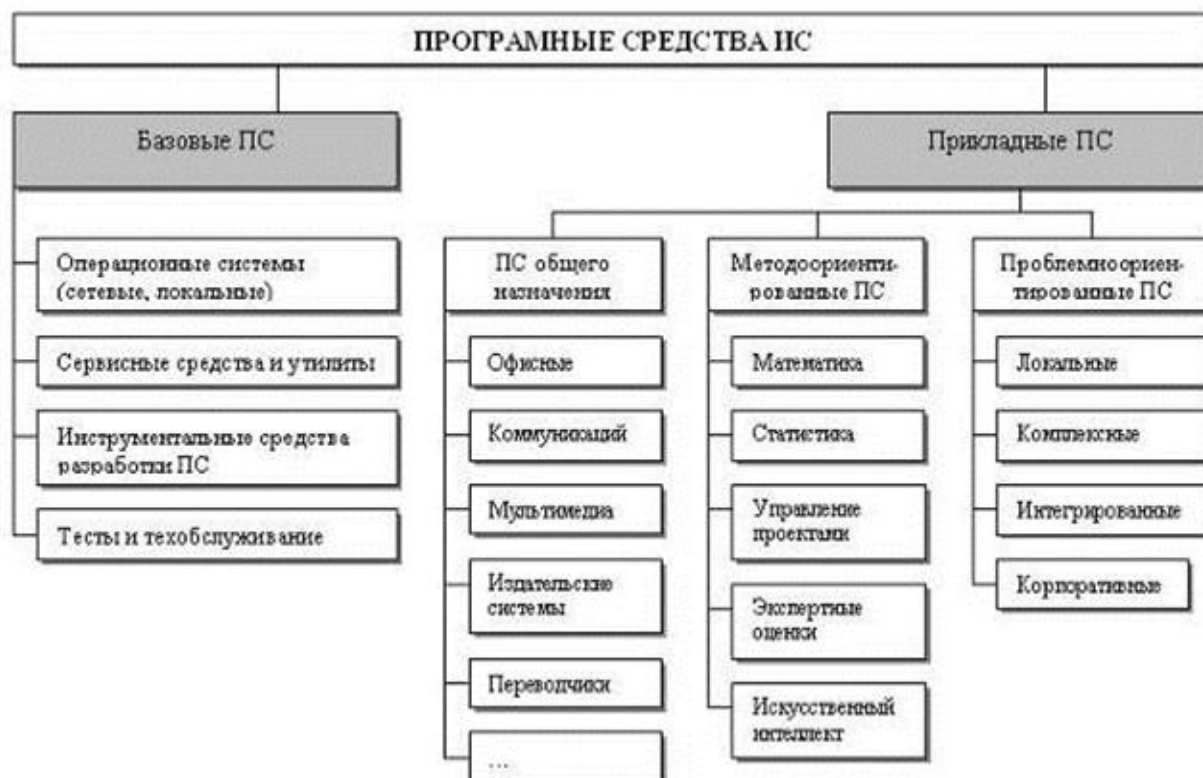 ПРОГРАМНЫЕ СРЕДСТВА ИС
Базовые ПС
Прикладные ПС
Операционные системы
(сетевые, локальные)
Сервисные средства и утилиты
Инструментальные средства
разработки ПС
Тесты и техобслуживание
ПС общего
назначения
Офисные
Коммуникаций
Мультимедиа
Издательские
системы
Переводчики
...
Методоориенти-
рованные ПС
Математика
Статистика
Управление
проектами
Экспертные
оценки
Искусственный
интеллект
Проблемноориен-
тированные ПС
Локальные
Комплексные
Интегрированные
Корпоративные